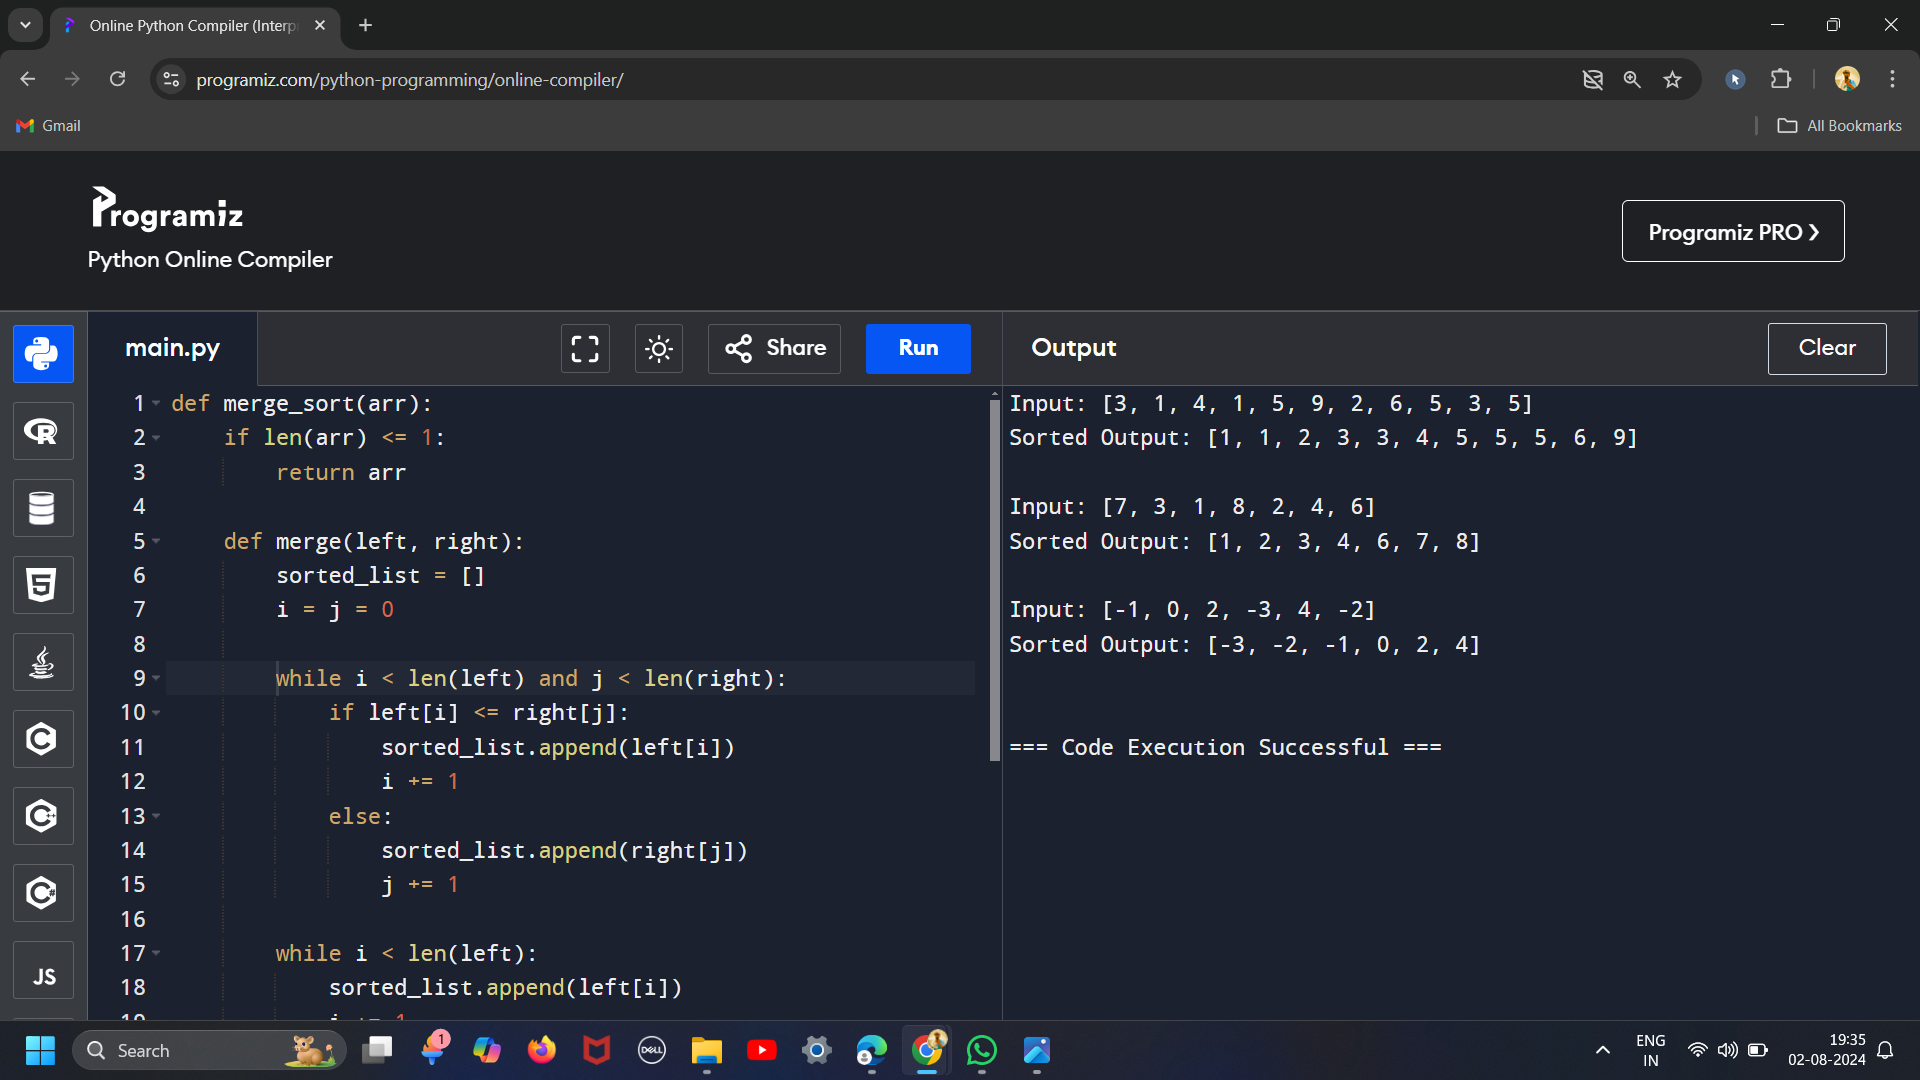 Online Python Compiler (Interp
programiz.com/python-programming/online-compiler/
Gmail
All Bookmarks
Programiz
Python Online Compiler
Programiz PRO ❯
main.py
Share
Run
Output
Clear
1 def merge_sort(arr):
2     if len(arr) <= 1:
3         return arr
4
5     def merge(left, right):
6         sorted_list = []
7         i = j = 0
8
9         while i < len(left) and j < len(right):
10             if left[i] <= right[j]:
11                 sorted_list.append(left[i])
12                 i += 1
13             else:
14                 sorted_list.append(right[j])
15                 j += 1
16
17         while i < len(left):
18             sorted_list.append(left[i])
19             i += 1
Input: [3, 1, 4, 1, 5, 9, 2, 6, 5, 3, 5]
Sorted Output: [1, 1, 2, 3, 3, 4, 5, 5, 5, 6, 9]
Input: [7, 3, 1, 8, 2, 4, 6]
Sorted Output: [1, 2, 3, 4, 6, 7, 8]
Input: [-1, 0, 2, -3, 4, -2]
Sorted Output: [-3, -2, -1, 0, 2, 4]
=== Code Execution Successful ===
R
5
C
C++
C#
JS
Search
1
DELL
ENG
IN
19:35
02-08-2024